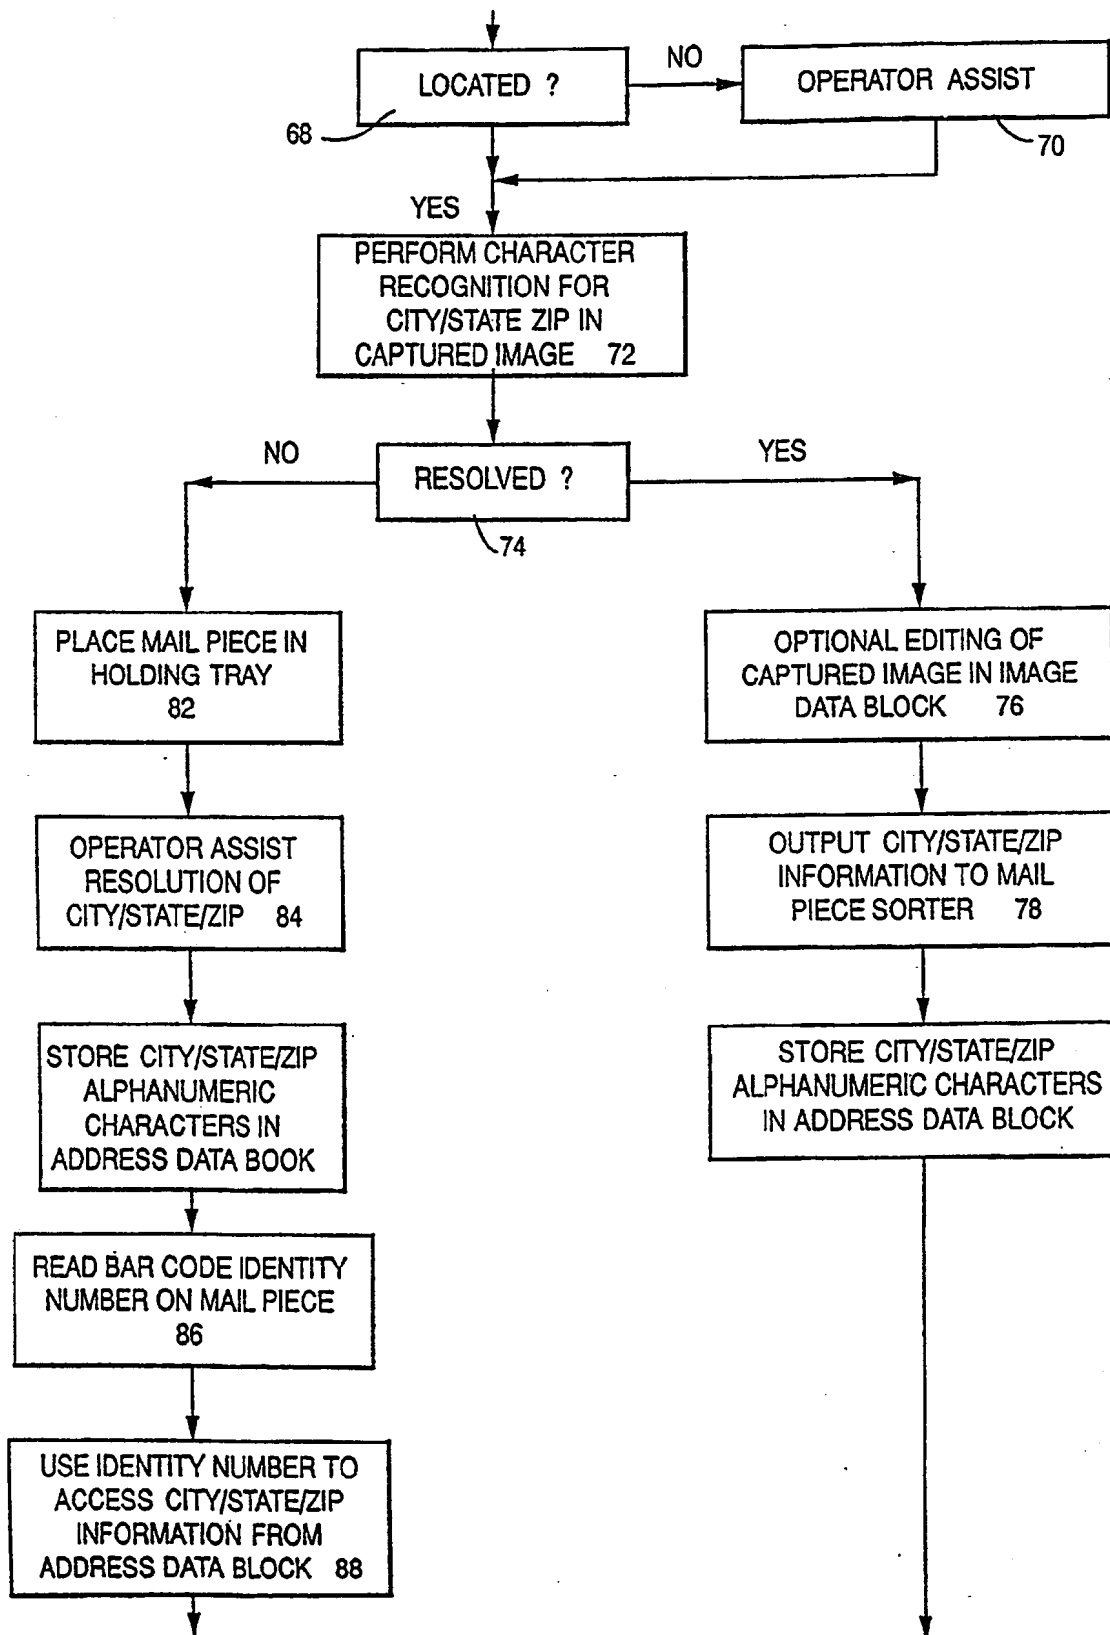 LOCATED ?
NO
OPERATOR ASSIST
68
70
YES
PERFORM CHARACTER
RECOGNITION FOR
CITY/STATE ZIP IN
CAPTURED IMAGE 72
NO
RESOLVED ?
YES
74
PLACE MAIL PIECE IN
HOLDING TRAY
82
OPTIONAL EDITING OF
CAPTURED IMAGE IN IMAGE
DATA BLOCK 76
OPERATOR ASSIST
RESOLUTION OF
CITY/STATE/ZIP 84
OUTPUT CITY/STATE/ZIP
INFORMATION TO MAIL
PIECE SORTER 78
STORE CITY/STATE/ZIP
ALPHANUMERIC
CHARACTERS IN
ADDRESS DATA BOOK
STORE CITY/STATE/ZIP
ALPHANUMERIC CHARACTERS
IN ADDRESS DATA BLOCK
READ BAR CODE IDENTITY
NUMBER ON MAIL PIECE
86
USE IDENTITY NUMBER TO
ACCESS CITY/STATE/ZIP
INFORMATION FROM
ADDRESS DATA BLOCK 88